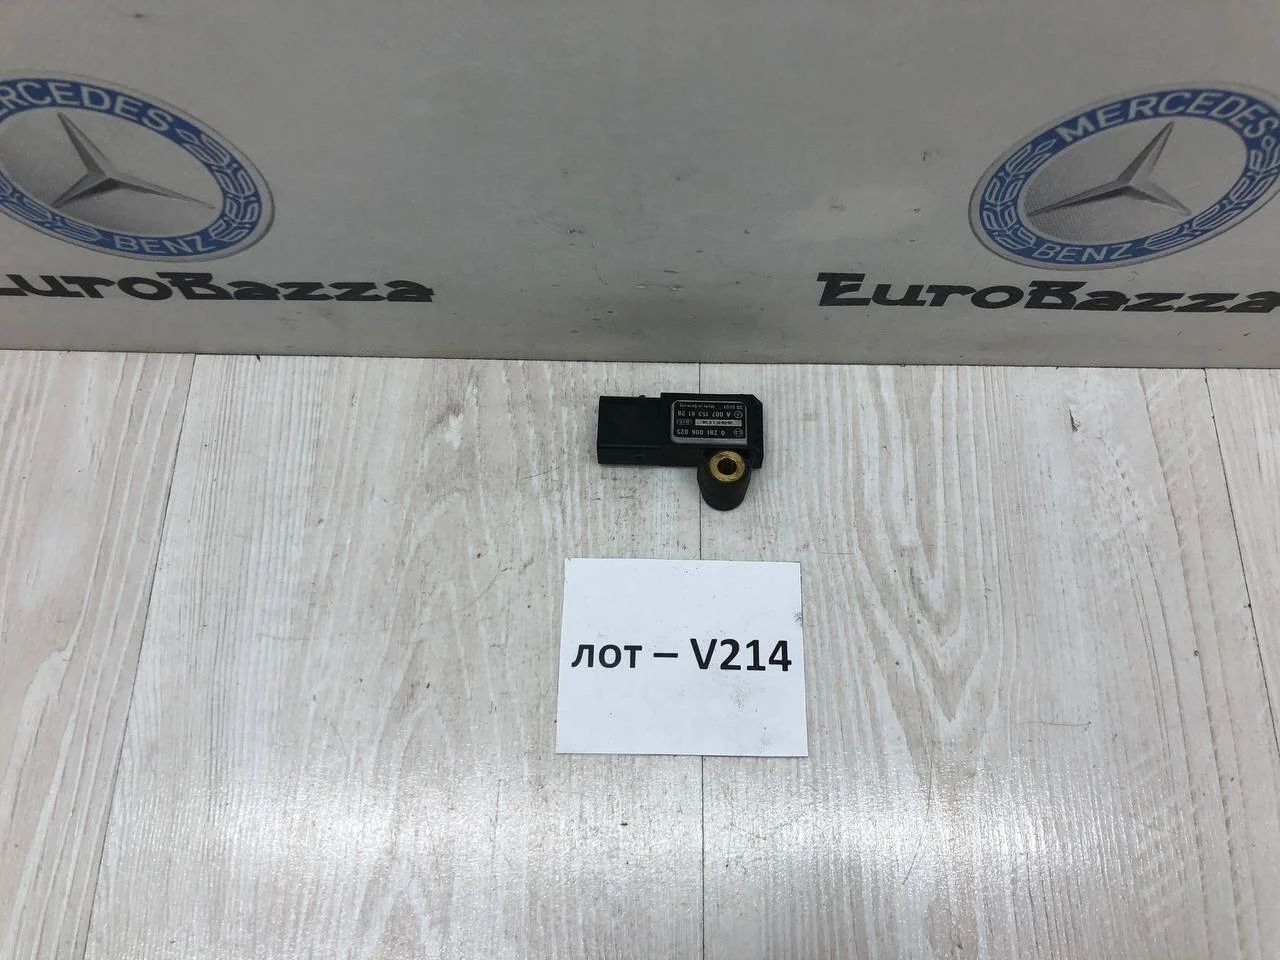 MERCEDES
BENZ
EuroBazza
MERCEDES
BENZ
EuroBazza
0 281 006 025
A 007 153 61 28
Made in Germany
лот – V214